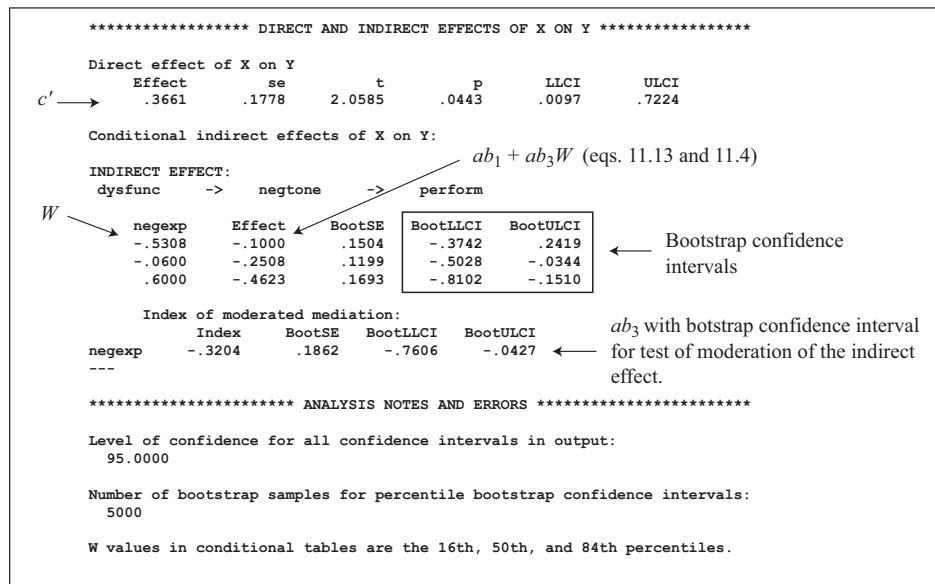 ****************** DIRECT AND INDIRECT EFFECTS OF X ON Y *****************
Direct effect of X on Y
Effect se t p LLCI ULCI
c′ .3661 .1778 2.0585 .0443 .0097 .7224
Conditional indirect effects of X on Y:
ab1 + ab3W (eqs. 11.13 and 11.4)
INDIRECT EFFECT:
dysfunc -> negtone -> perform
W
negexp Effect BootSE BootLLCI BootULCI
-.5308 -.1000 .1504 -.3742 .2419
-.0600 -.2508 .1199 -.5028 -.0344
.6000 -.4623 .1693 -.8102 -.1510
Bootstrap confidence
intervals
Index of moderated mediation:
Index BootSE BootLLCI BootULCI
negexp -.3204 .1862 -.7606 -.0427
---
ab3 with botstrap confidence interval
for test of moderation of the indirect
effect.
*********************** ANALYSIS NOTES AND ERRORS ************************
Level of confidence for all confidence intervals in output:
95.0000
Number of bootstrap samples for percentile bootstrap confidence intervals:
5000
W values in conditional tables are the 16th, 50th, and 84th percentiles.